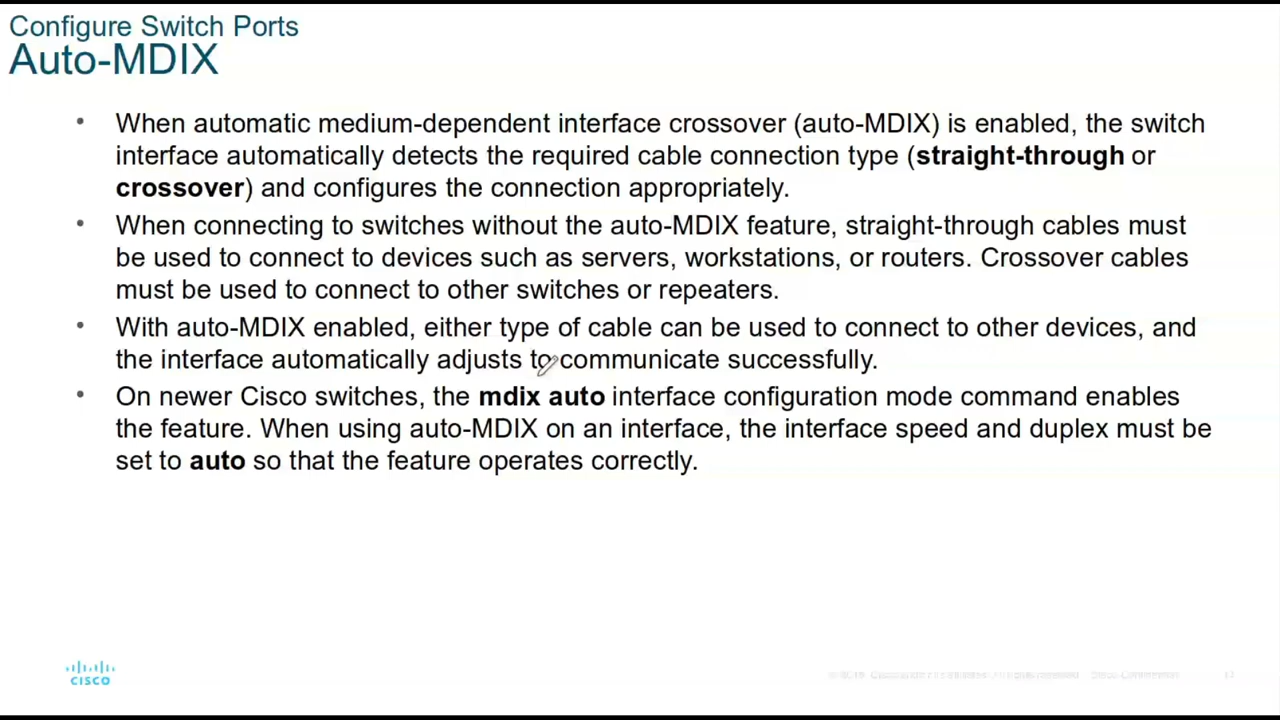 Configure Switch Ports
Auto-MDIX
• When automatic medium-dependent interface crossover (auto-MDIX) is enabled, the switch
interface automatically detects the required cable connection type (straight-through or
crossover) and configures the connection appropriately.
• When connecting to switches without the auto-MDIX feature, straight-through cables must
be used to connect to devices such as servers, workstations, or routers. Crossover cables
must be used to connect to other switches or repeaters.
• With auto-MDIX enabled, either type of cable can be used to connect to other devices, and
the interface automatically adjusts to communicate successfully.
• On newer Cisco switches, the mdix auto interface configuration mode command enables
the feature. When using auto-MDIX on an interface, the interface speed and duplex must be
set to auto so that the feature operates correctly.
CISCO